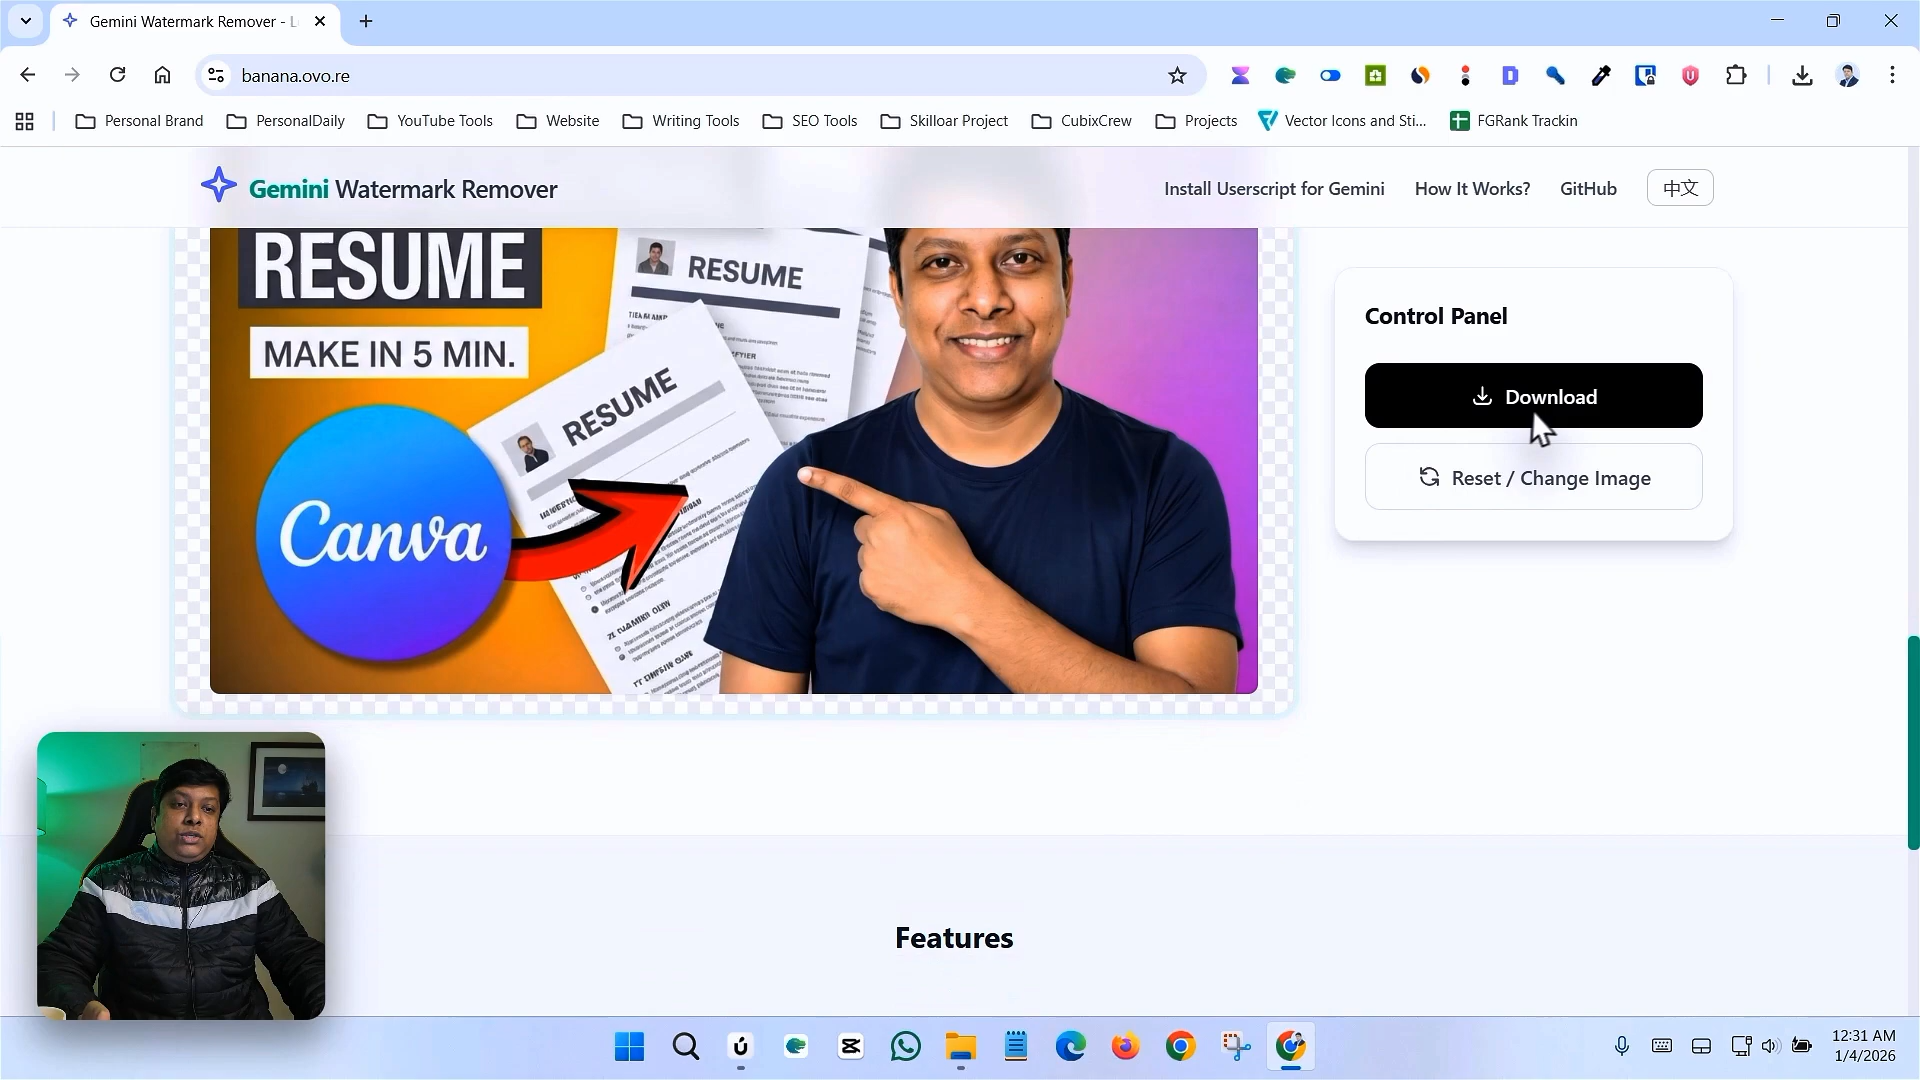 Gemini Watermark Remover - L
banana.ovo.re
Personal Brand
PersonalDaily
YouTube Tools
Website
Writing Tools
SEO Tools
Skilloar Project
CubixCrew
Projects
Vector Icons and Sti...
FGRank Trackin
Gemini Watermark Remover
Install Userscript for Gemini
How It Works?
GitHub
中文
RESUME
MAKE IN 5 MIN.
Canva
RESUME
RESUME
Control Panel
Download
Reset / Change Image
Features
12:31 AM
1/4/2026